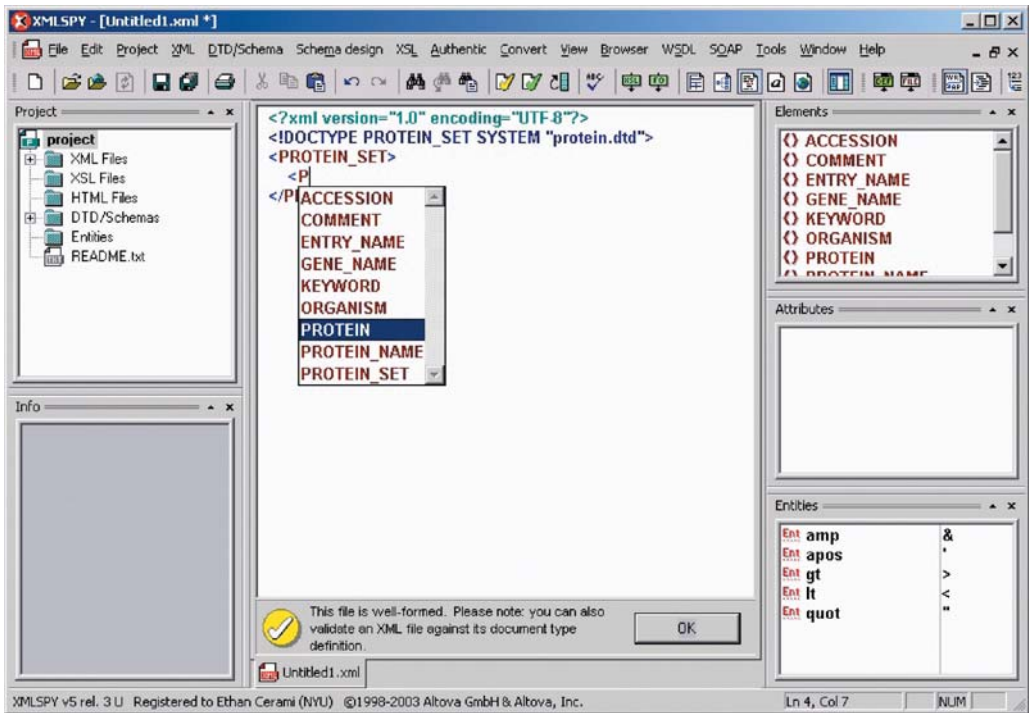 XMLSPY - [Untitled1.xml *]
File Edit Project XML DTD/Schema Schema design XSL Authentic Convert View Browser WSDL SOAP Tools Window Help
Project
project
XML Files
XSL Files
HTML Files
DTD/Schemas
Entities
README.txt
Info
<?xml version="1.0" encoding="UTF-8"?>
<!DOCTYPE PROTEIN_SET SYSTEM "protein.dtd">
<PROTEIN_SET>
<P
</P
ACCESSION
COMMENT
ENTRY_NAME
GENE_NAME
KEYWORD
ORGANISM
PROTEIN
PROTEIN_NAME
PROTEIN_SET
This file is well-formed. Please note: you can also
validate an XML file against its document type
definition.
OK
Untitled1.xml
Elements
<> ACCESSION
<> COMMENT
<> ENTRY_NAME
<> GENE_NAME
<> KEYWORD
<> ORGANISM
<> PROTEIN
<> PROTEIN_NAME
Attributes
Entities
Ent amp &
Ent apos '
Ent gt >
Ent lt <
Ent quot "
XMLSPY v5 rel. 3 U Registered to Ethan Cerami (NYU) ©1998-2003 Altova GmbH & Altova, Inc. Ln 4, Col 7 NUM